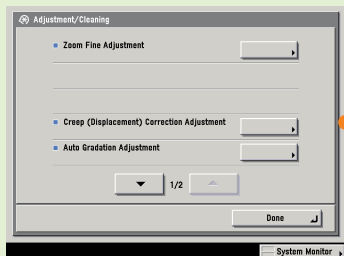 Adjustment/Cleaning
Zoom Fine Adjustment
Creep (Displacement) Correction Adjustment
Auto Gradation Adjustment
1/2
Done
System Monitor